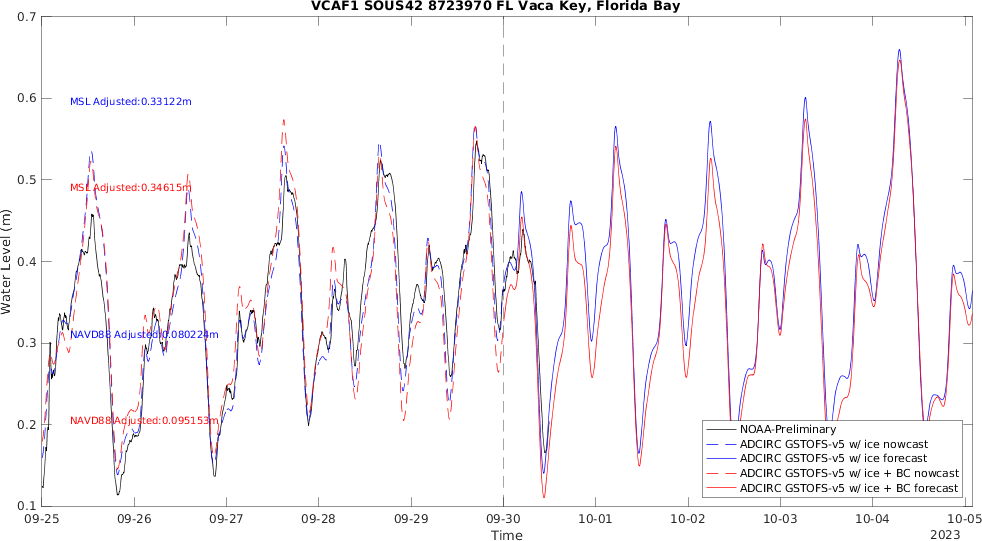 VCAF1 SOUS42 8723970 FL Vaca Key, Florida Bay
Water Level (m)
0.7
0.6
0.5
0.4
0.3
0.2
0.1
MSL Adjusted:0.33122m
MSL Adjusted:0.34615m
NAVD88 Adjusted:0.080224m
NAVD88 Adjusted:0.095153m
NOAA-Preliminary
ADCIRC GSTOFS-v5 w/ ice nowcast
ADCIRC GSTOFS-v5 w/ ice forecast
ADCIRC GSTOFS-v5 w/ ice + BC nowcast
ADCIRC GSTOFS-v5 w/ ice + BC forecast
09-25 09-26 09-27 09-28 09-29 09-30 10-01 10-02 10-03 10-04 10-05
Time
2023